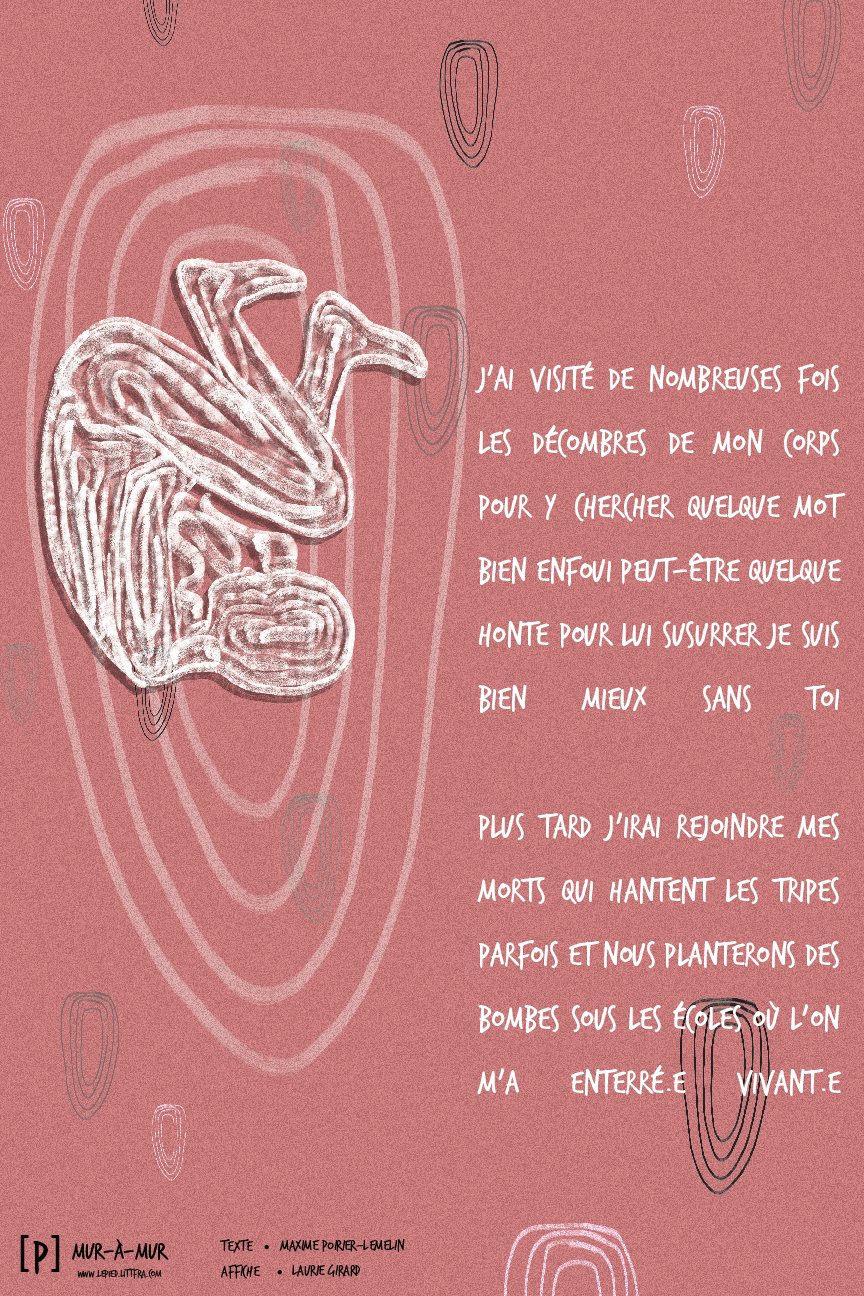 J'AI VISITÉ DE NOMBREUSES FOIS
LES DÉCOMBRES DE MON CORPS
POUR Y CHERCHER QUELQUE MOT
BIEN ENFOUI PEUT-ÊTRE QUELQUE
HONTE POUR LUI SUSURRER JE SUIS
BIEN MIEUX SANS TOI
PLUS TARD J'IRAI REJOINDRE MES
MORTS QUI HANTENT LES TRIPES
PARFOIS ET NOUS PLANTERONS DES
BOMBES SOUS LES ÉCOLES OÙ L'ON
M'A ENTERRÉ.E VIVANT.E
[P] MUR-À-MUR
WWW.LEPIED.LITTFRA.COM
TEXTE • MAXIME POIRIER-LEMELIN
AFFICHE • LAURIE GIRARD